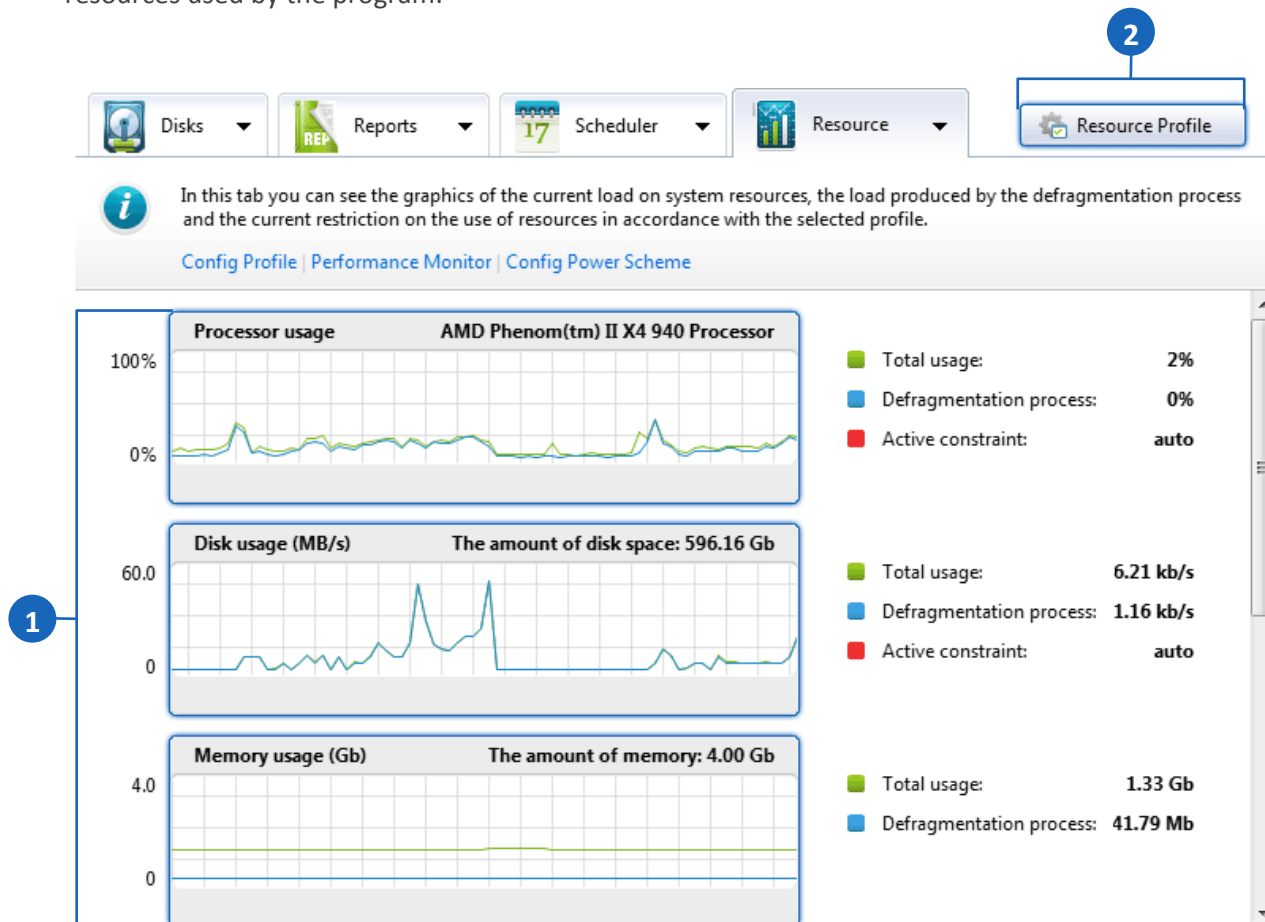 resources used by the program.
2
Disks
REP
Reports
17
Scheduler
Resource
Resource Profile
i
In this tab you can see the graphics of the current load on system resources, the load produced by the defragmentation process
and the current restriction on the use of resources in accordance with the selected profile.
Config Profile | Performance Monitor | Config Power Scheme
1
Processor usage AMD Phenom(tm) II X4 940 Processor
100%
0%
Total usage: 2%
Defragmentation process: 0%
Active constraint: auto
Disk usage (MB/s) The amount of disk space: 596.16 Gb
60.0
0
Total usage: 6.21 kb/s
Defragmentation process: 1.16 kb/s
Active constraint: auto
Memory usage (Gb) The amount of memory: 4.00 Gb
4.0
0
Total usage: 1.33 Gb
Defragmentation process: 41.79 Mb